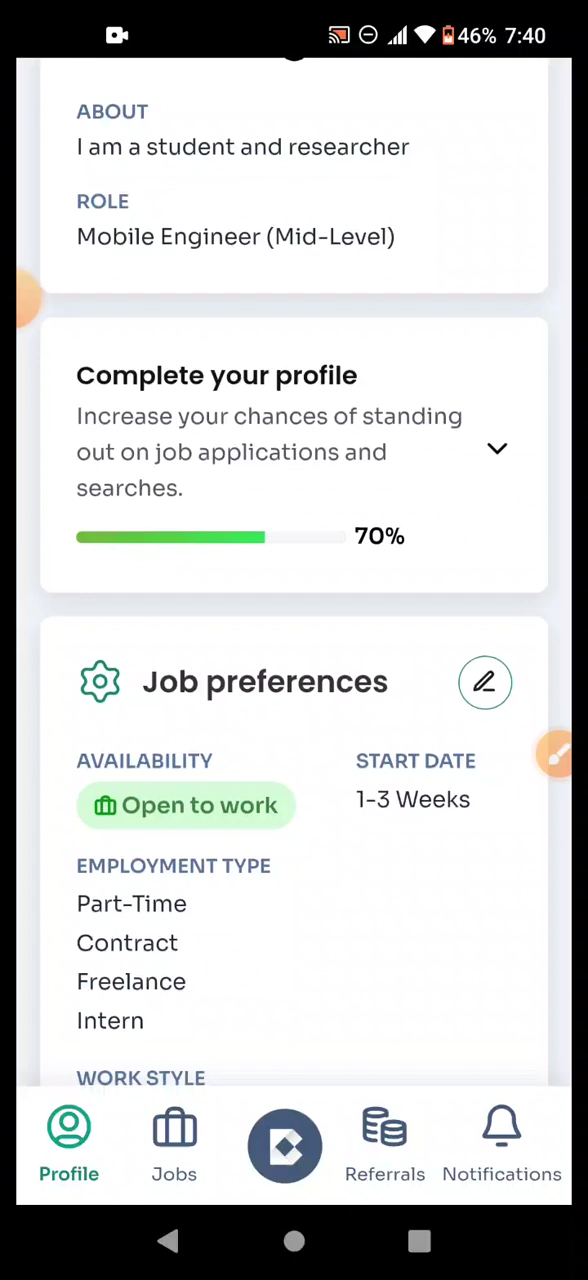 46% 7:40
ABOUT
I am a student and researcher
ROLE
Mobile Engineer (Mid-Level)
Complete your profile
Increase your chances of standing
out on job applications and
searches.
70%
Job preferences
AVAILABILITY START DATE
Open to work 1-3 Weeks
EMPLOYMENT TYPE
Part-Time
Contract
Freelance
Intern
WORK STYLE
Profile Jobs Referrals Notifications